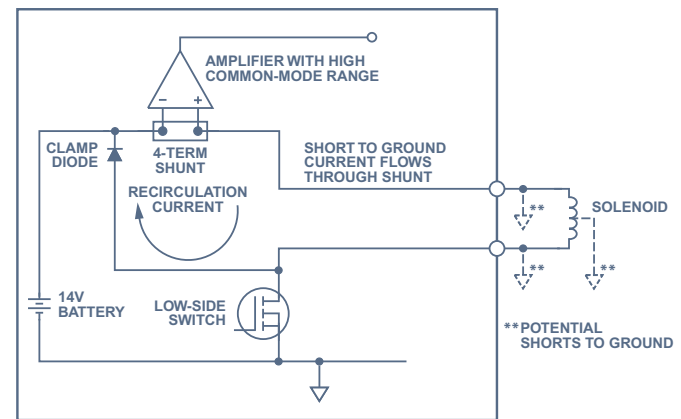 AMPLIFIER WITH HIGH
COMMON-MODE RANGE
− +
CLAMP
DIODE
4-TERM
SHUNT
SHORT TO GROUND
CURRENT FLOWS
THROUGH SHUNT
RECIRCULATION
CURRENT
**
SOLENOID
**
**
14V
BATTERY
LOW-SIDE
SWITCH
**POTENTIAL
SHORTS TO GROUND